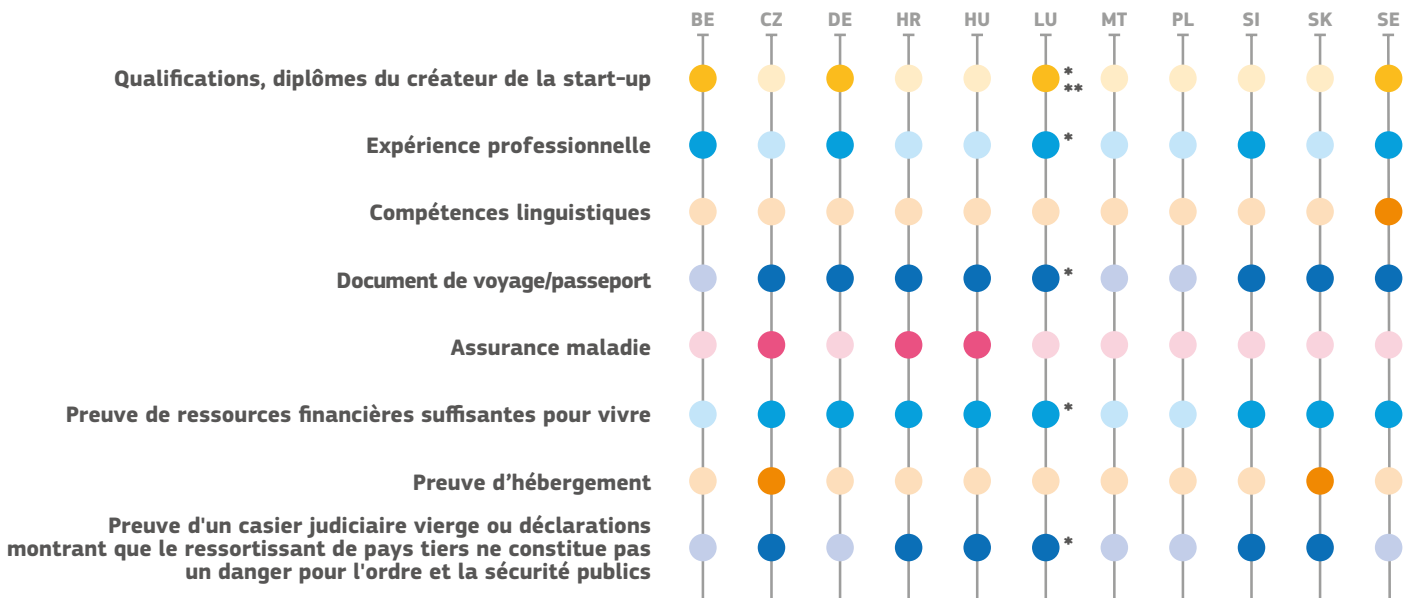 BE CZ DE HR HU LU MT PL SI SK SE
Qualifications, diplômes du créateur de la start-up * **
Expérience professionnelle *
Compétences linguistiques
Document de voyage/passeport *
Assurance maladie
Preuve de ressources financières suffisantes pour vivre *
Preuve d’hébergement
Preuve d'un casier judiciaire vierge ou déclarations
montrant que le ressortissant de pays tiers ne constitue pas *
un danger pour l'ordre et la sécurité publics